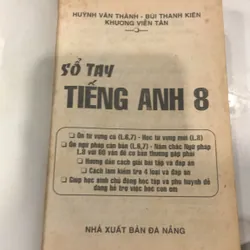 HUỲNH VĂN THÀNH - BÙI THANH KIÊN
KHƯƠNG VIỄN TÂN
SỔ TAY
TIẾNG ANH 8
Ôn từ vựng cũ (L.6,7) - Học từ vựng mới (L.8)
Ôn ngữ pháp căn bản (L.6,7) - Nắm chắc Ngữ pháp
L.8 với 60 vấn đề cơ bản thường gặp phải
Hướng dẫn cách giải bài tập và đáp án
Cách làm kiểm tra 4 loại và đáp án
Giúp học sinh chủ động học tập và phụ huynh dễ
dàng hỗ trợ việc học con em
NHÀ XUẤT BẢN ĐÀ NẴNG